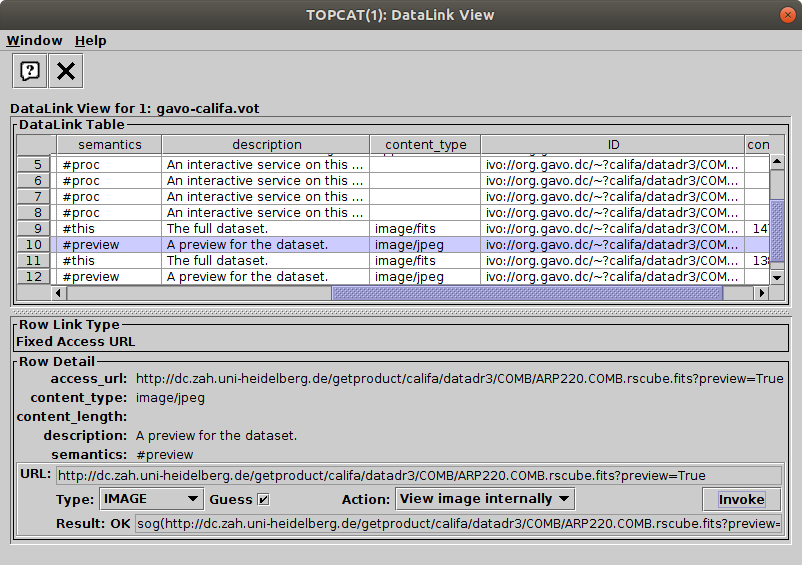 TOPCAT(1): DataLink View
Window Help
DataLink View for 1: gavo-califa.vot
DataLink Table
semantics description content_type ID con
5 #proc An interactive service on this ... ivo://org.gavo.dc/~?califa/datadr3/COM...
6 #proc An interactive service on this ... ivo://org.gavo.dc/~?califa/datadr3/COM...
7 #proc An interactive service on this ... ivo://org.gavo.dc/~?califa/datadr3/COM...
8 #proc An interactive service on this ... ivo://org.gavo.dc/~?califa/datadr3/COM...
9 #this The full dataset. image/fits ivo://org.gavo.dc/~?califa/datadr3/COM... 147
10 #preview A preview for the dataset. image/jpeg ivo://org.gavo.dc/~?califa/datadr3/COM...
11 #this The full dataset. image/fits ivo://org.gavo.dc/~?califa/datadr3/COM... 138
12 #preview A preview for the dataset. image/jpeg ivo://org.gavo.dc/~?califa/datadr3/COM...
Row Link Type
Fixed Access URL
Row Detail
access_url: http://dc.zah.uni-heidelberg.de/getproduct/califa/datadr3/COMB/ARP220.COMB.rscube.fits?preview=True
content_type: image/jpeg
content_length:
description: A preview for the dataset.
semantics: #preview
URL: http://dc.zah.uni-heidelberg.de/getproduct/califa/datadr3/COMB/ARP220.COMB.rscube.fits?preview=True
Type: IMAGE Guess Action: View image internally Invoke
Result: OK sog(http://dc.zah.uni-heidelberg.de/getproduct/califa/datadr3/COMB/ARP220.COMB.rscube.fits?preview=